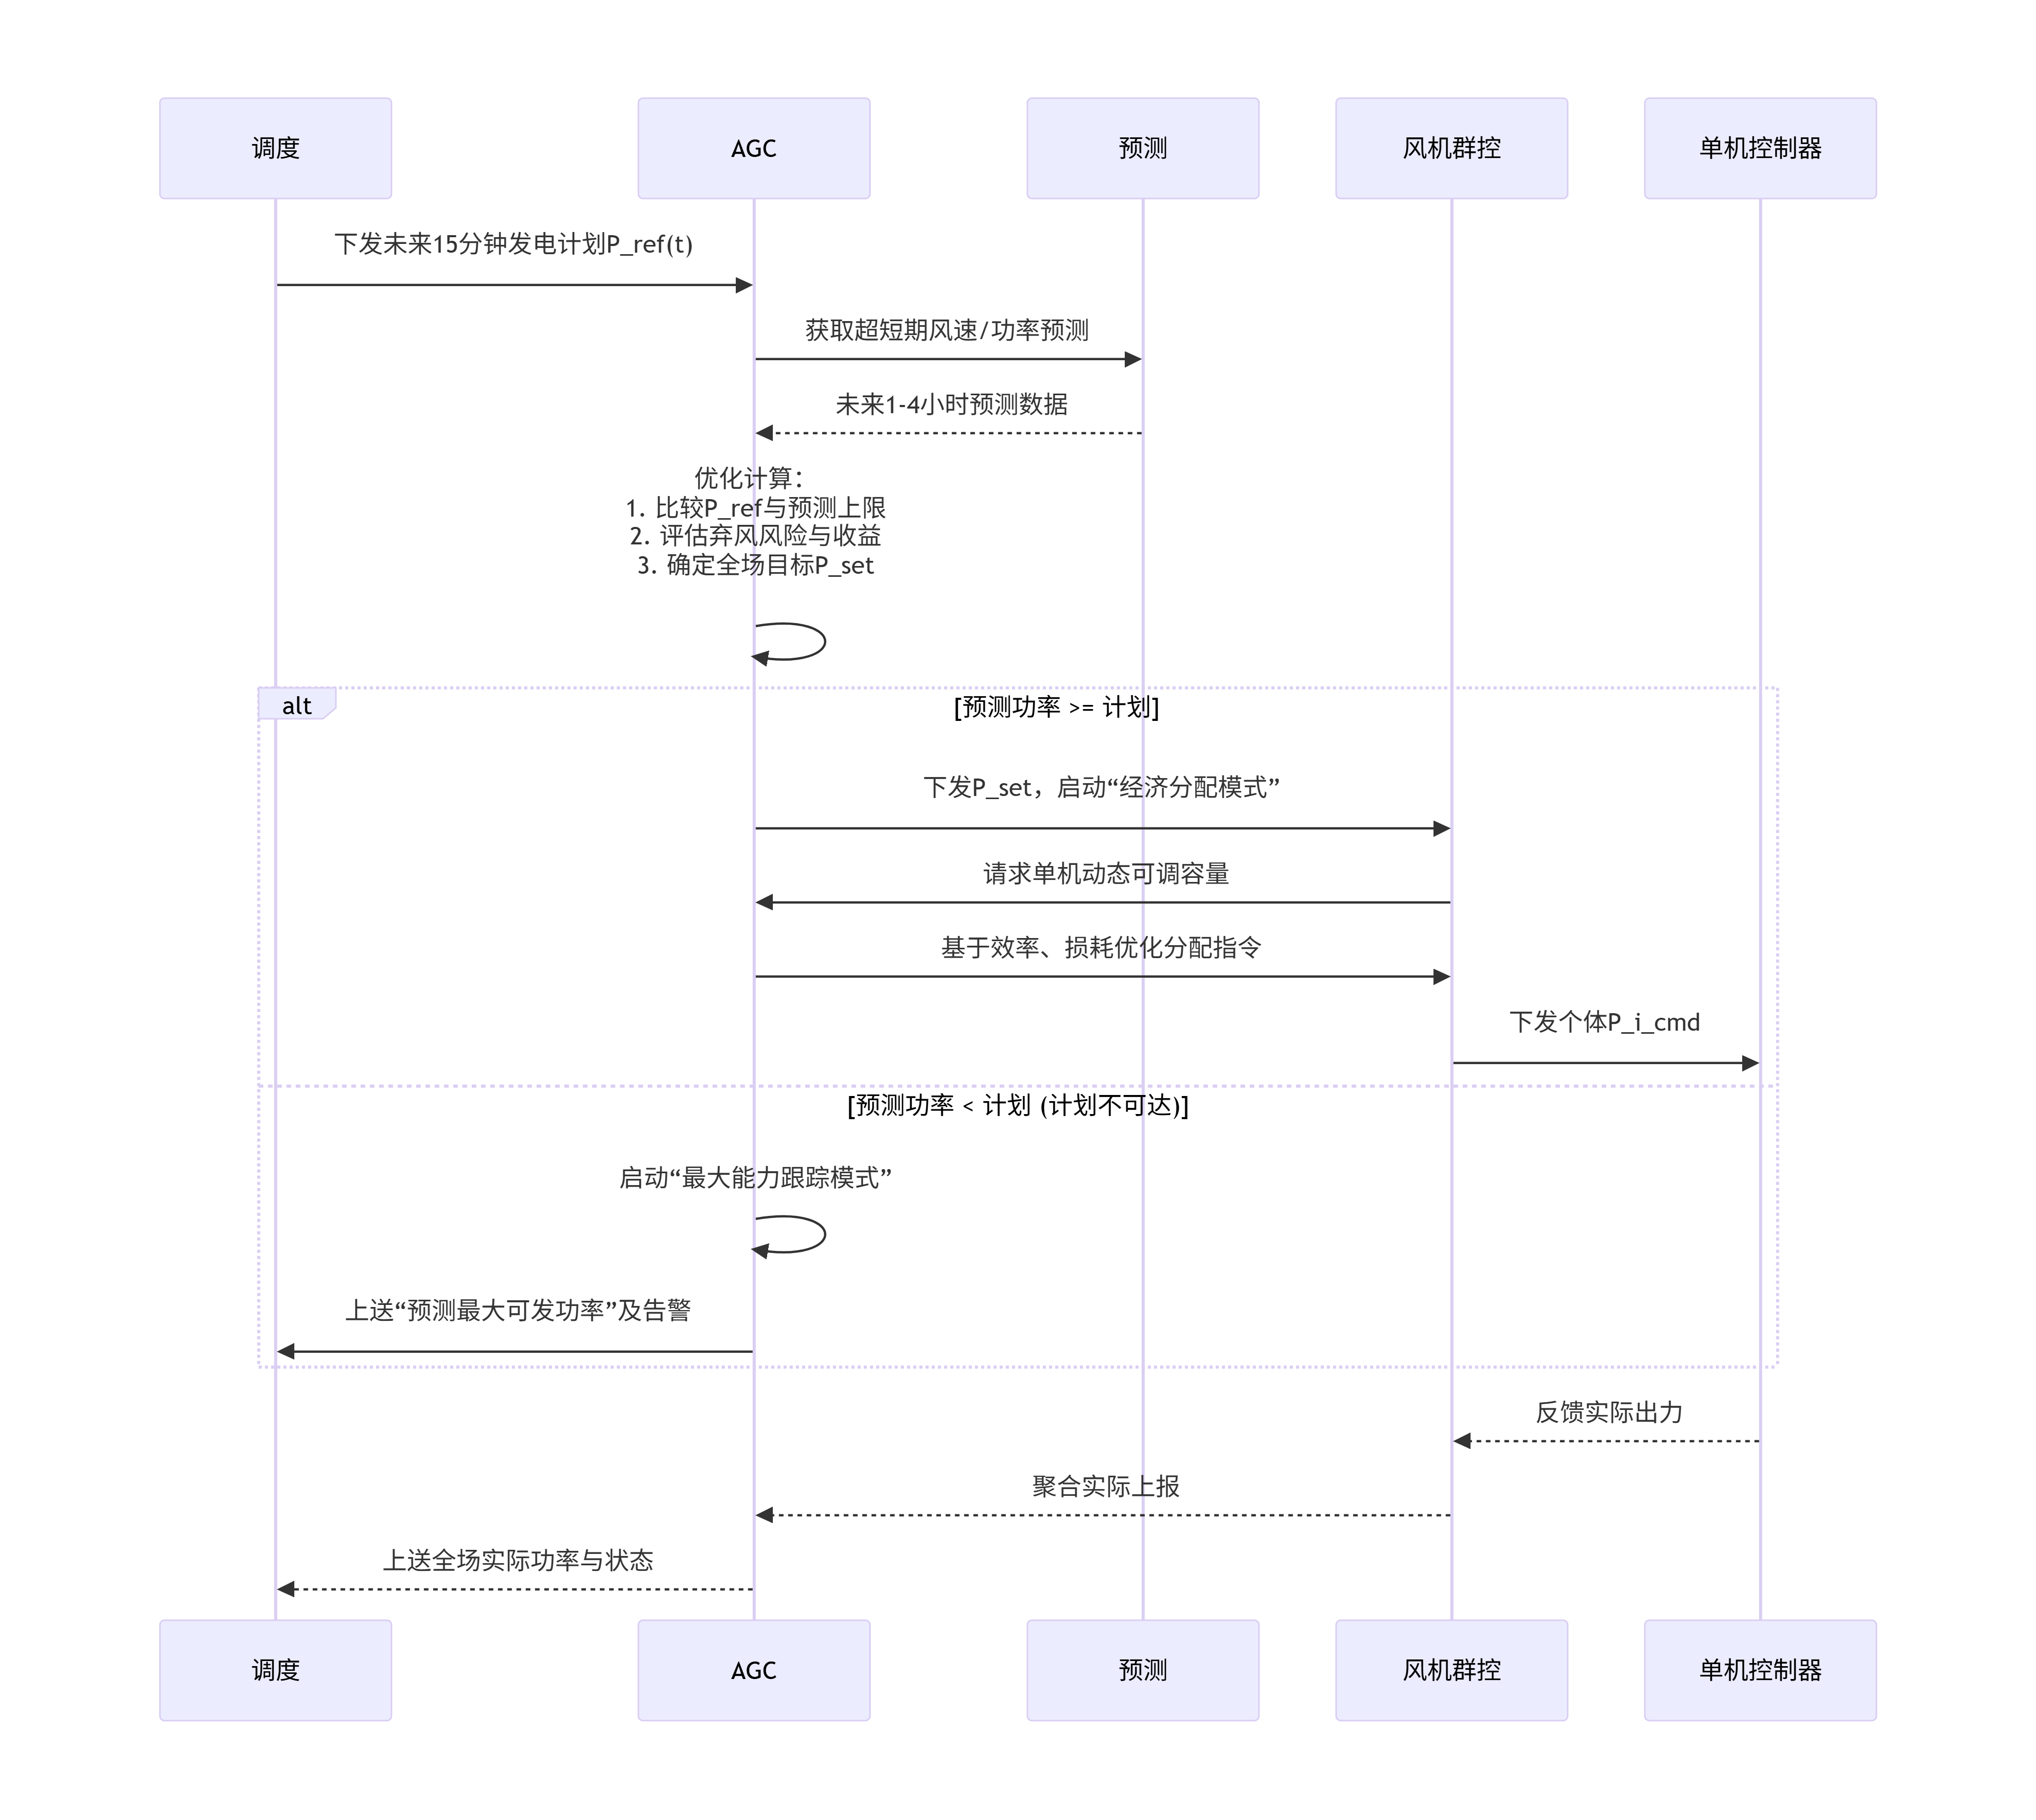 调度
AGC
预测
风机群控
单机控制器
下发未来15分钟发电计划P_ref(t)
获取超短期风速/功率预测
未来1-4小时预测数据
优化计算：
1. 比较P_ref与预测上限
2. 评估弃风风险与收益
3. 确定全场目标P_set
alt
[预测功率 >= 计划]
下发P_set，启动“经济分配模式”
请求单机动态可调容量
基于效率、损耗优化分配指令
下发个体P_i_cmd
[预测功率 < 计划 (计划不可达)]
启动“最大能力跟踪模式”
上送“预测最大可发功率”及告警
反馈实际出力
聚合实际上报
上送全场实际功率与状态
调度
AGC
预测
风机群控
单机控制器